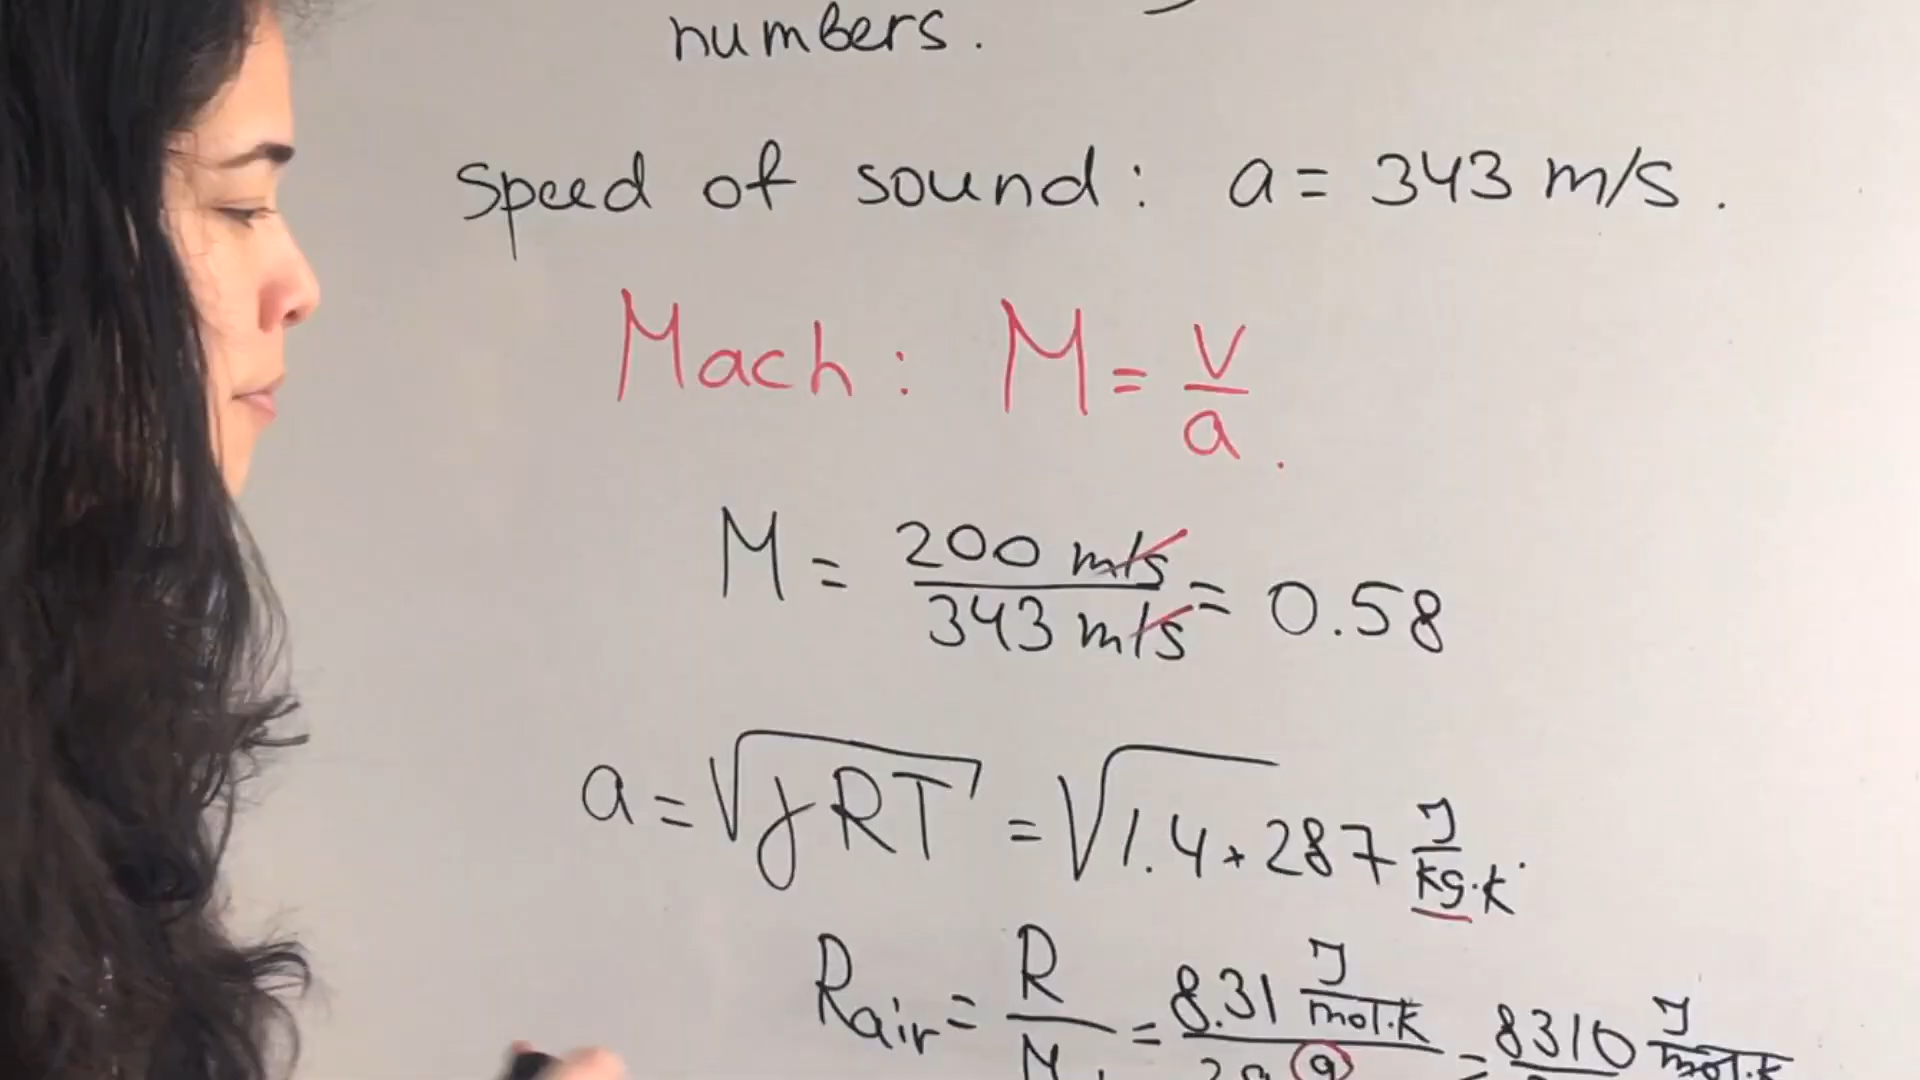 numbers.
Speed of sound: a = 343 m/s.
Mach: M = v/a.
M = 200 m/s / 343 m/s = 0.58
a = √γRT = √1.4 * 287 J/kg·K
Rair = R/M = 8.31 J/mol·K / g = 8310 J/mol·K